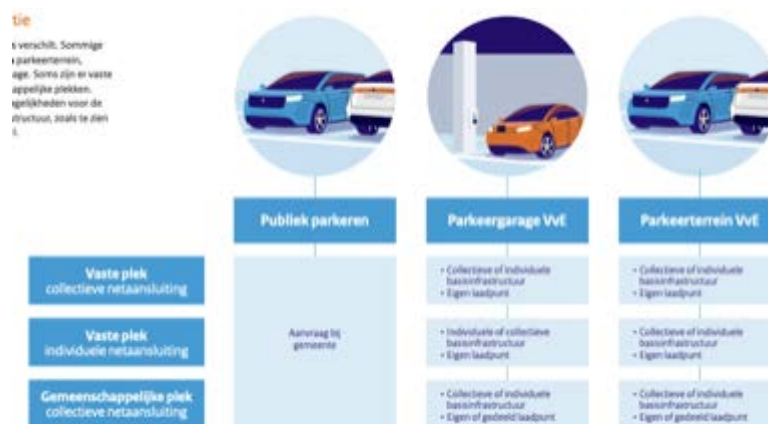 tie
s verschilt. Sommige
parkeerterrein,
age. Soms zijn er vaste
appelijke plekken.
ogelijkheden voor de
structuur, zoals te zien
l.
Publiek parkeren
Parkeergarage VvE
Parkeerterrein VvE
Vaste plek
collectieve netaansluiting
Aanvraag bij
gemeente
• Collectieve of individuele
basisinfrastructuur
• Eigen laadpunt
• Collectieve of individuele
basisinfrastructuur
• Eigen laadpunt
Vaste plek
individuele netaansluiting
• Individuele of collectieve
basisinfrastructuur
• Eigen laadpunt
• Collectieve of individuele
basisinfrastructuur
• Eigen laadpunt
Gemeenschappelijke plek
collectieve netaansluiting
• Collectieve of individuele
basisinfrastructuur
• Eigen of gedeeld laadpunt
• Collectieve of individuele
basisinfrastructuur
• Eigen of gedeeld laadpunt